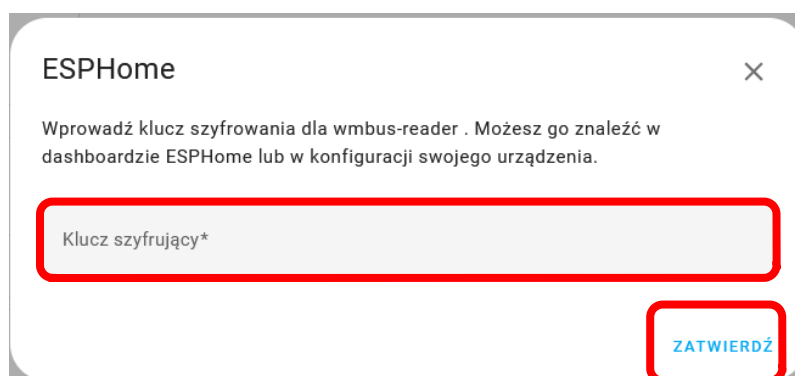 ESPHome
Wprowadź klucz szyfrowania dla wmbus-reader . Możesz go znaleźć w
dashboardzie ESPHome lub w konfiguracji swojego urządzenia.
Klucz szyfrujący*
ZATWIERDŹ